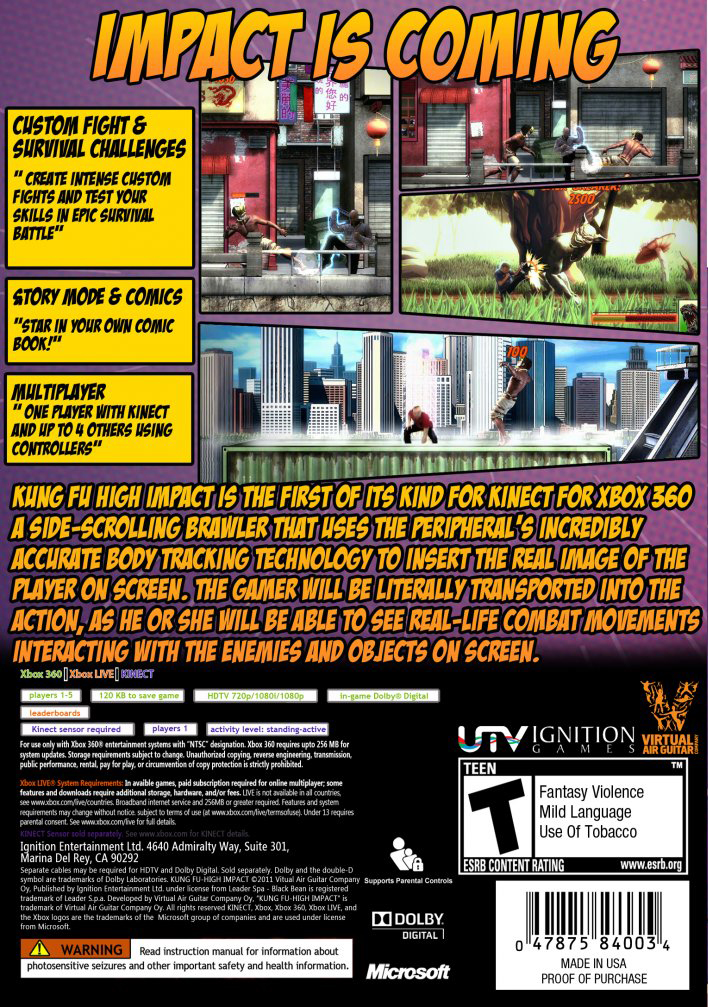 IMPACT IS COMING
CUSTOM FIGHT &
SURVIVAL CHALLENGES
" CREATE INTENSE CUSTOM
FIGHTS AND TEST YOUR
SKILLS IN EPIC SURVIVAL
BATTLE"
STORY MODE & COMICS
"STAR IN YOUR OWN COMIC
BOOK!"
MULTIPLAYER
" ONE PLAYER WITH KINECT
AND UP TO 4 OTHERS USING
CONTROLLERS"
2500
100
KUNG FU HIGH IMPACT IS THE FIRST OF ITS KIND FOR KINECT FOR XBOX 360
A SIDE-SCROLLING BRAWLER THAT USES THE PERIPHERAL'S INCREDIBLY
ACCURATE BODY TRACKING TECHNOLOGY TO INSERT THE REAL IMAGE OF THE
PLAYER ON SCREEN. THE GAMER WILL BE LITERALLY TRANSPORTED INTO THE
ACTION, AS HE OR SHE WILL BE ABLE TO SEE REAL-LIFE COMBAT MOVEMENTS
INTERACTING WITH THE ENEMIES AND OBJECTS ON SCREEN.
Xbox 360 | Xbox LIVE | KINECT
players 1-5 120 KB to save game HDTV 720p/1080i/1080p in-game Dolby® Digital
leaderboards
Kinect sensor required players 1 activity level: standing-active
For use only with Xbox 360® entertainment systems with "NTSC" designation. Xbox 360 requires upto 256 MB for
system updates. Storage requirements subject to change. Unauthorized copying, reverse engineering, transmission,
public performance, rental, pay for play, or circumvention of copy protection is strictly prohibited.
Xbox LIVE® System Requirements: In avaible games, paid subscription required for online multiplayer; some
features and downloads require additional storage, hardware, and/or fees. LIVE is not available in all countries,
see www.xbox.com/live/countries. Broadband internet service and 256MB or greater required. Features and system
requirements may change without notice. subject to terms of use (at www.xbox.com/live/termsofuse). Under 13 requires
parental consent. See www.xbox.com/live for full details.
KINECT Sensor sold separately. See www.xbox.com for KINECT details.
Ignition Entertainment Ltd. 4640 Admiralty Way, Suite 301,
Marina Del Rey, CA 90292
Separate cables may be required for HDTV and Dolby Digital. Sold separately. Dolby and the double-D
symbol are trademarks of Dolby Laboratories. KUNG FU-HIGH IMPACT ©2011 Virtual Air Guitar Company
Oy, Published by Ignition Entertainment Ltd. under license from Leader Spa - Black Bean is registered
trademark of Leader S.p.a. Developed by Virtual Air Guitar Company Oy, "KUNG FU-HIGH IMPACT" is
trademark of Virtual Air Guitar Company Oy. All rights reserved KINECT, Xbox, Xbox 360, Xbox LIVE, and
the Xbox logos are the trademarks of the Microsoft group of companies and are used under license
from Microsoft.
WARNING Read instruction manual for information about
photosensitive seizures and other important safety and health information.
Supports Parental Controls
DOLBY
DIGITAL
Microsoft
UTV IGNITION
GAMES
VIRTUAL
AIR GUITAR
COMPANY
TEEN TM
T
Fantasy Violence
Mild Language
Use Of Tobacco
ESRB CONTENT RATING www.esrb.org
0 47875 84003 4
MADE IN USA
PROOF OF PURCHASE